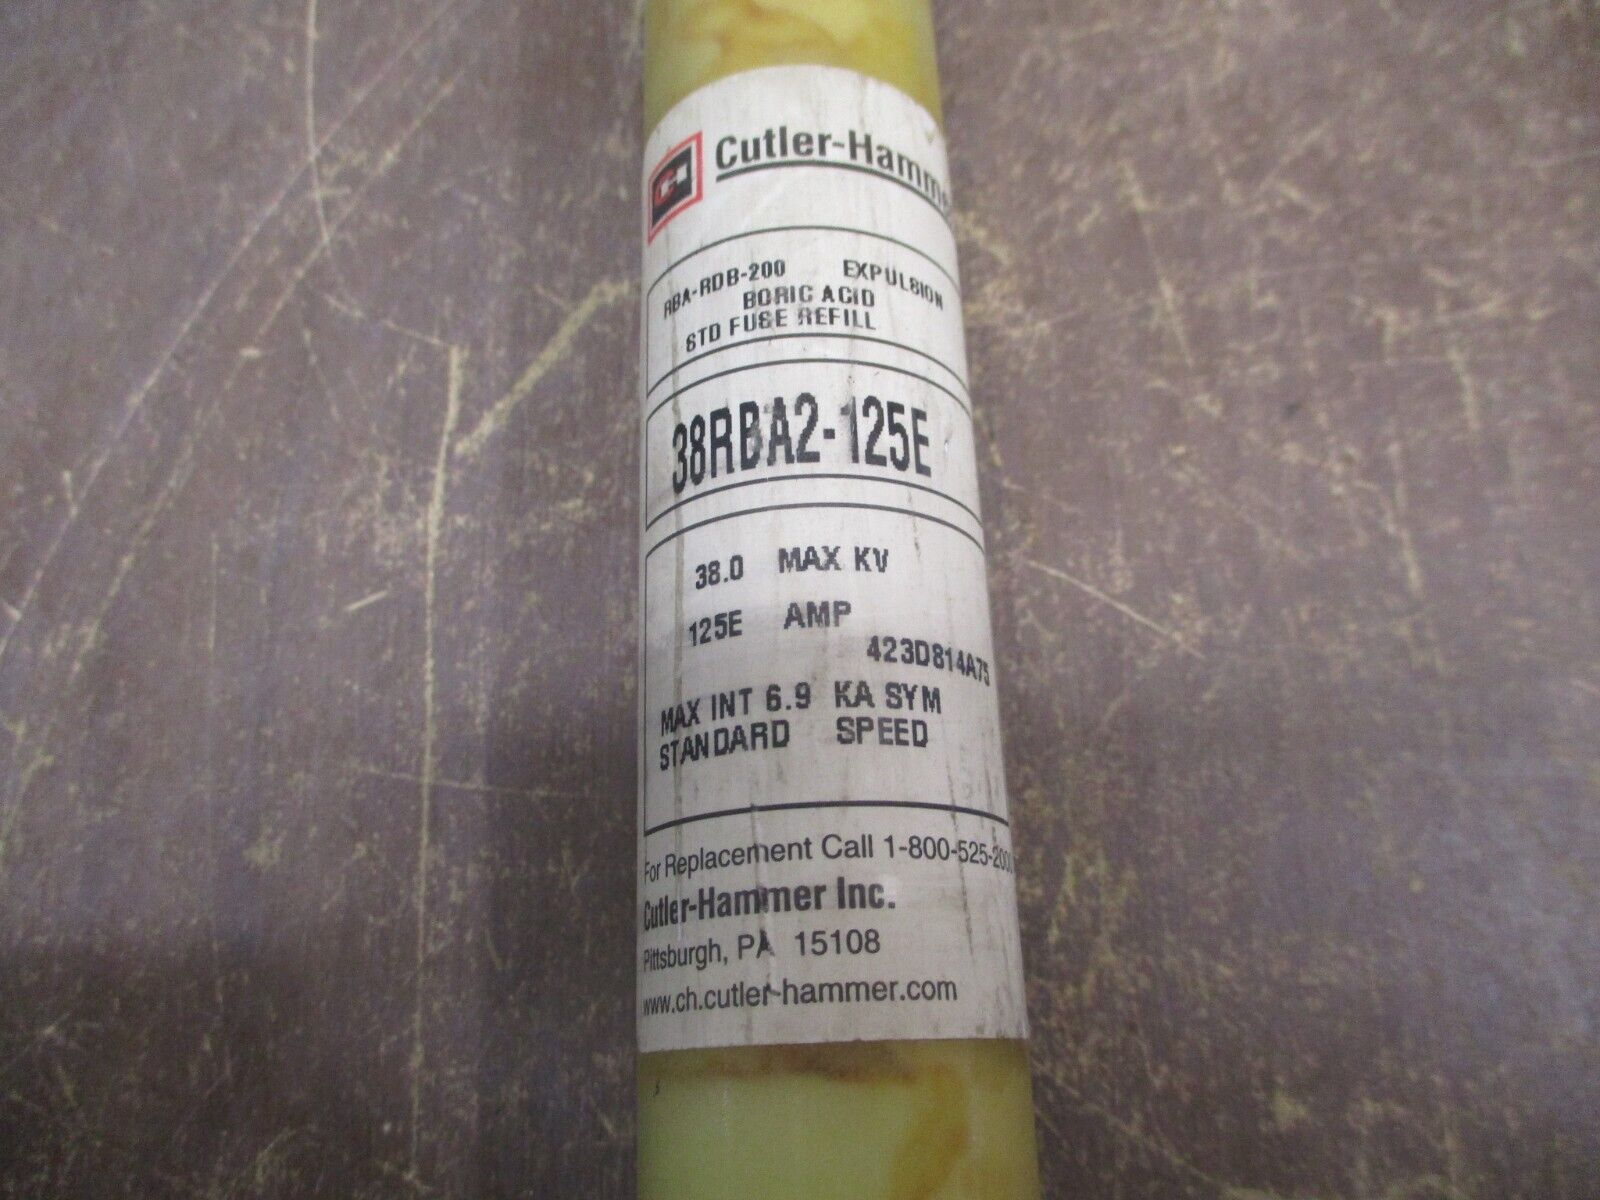 Cutler-Hamme
RBA-RDB-200 EXPULSION
BORIC ACID
STD FUSE REFILL
38RBA2-125E
38.0 MAX KV
125E AMP
423D814A75
MAX INT 6.9 KA SYM
STANDARD SPEED
For Replacement Call 1-800-525-2000
Cutler-Hammer Inc.
Pittsburgh, PA 15108
www.ch.cutler-hammer.com